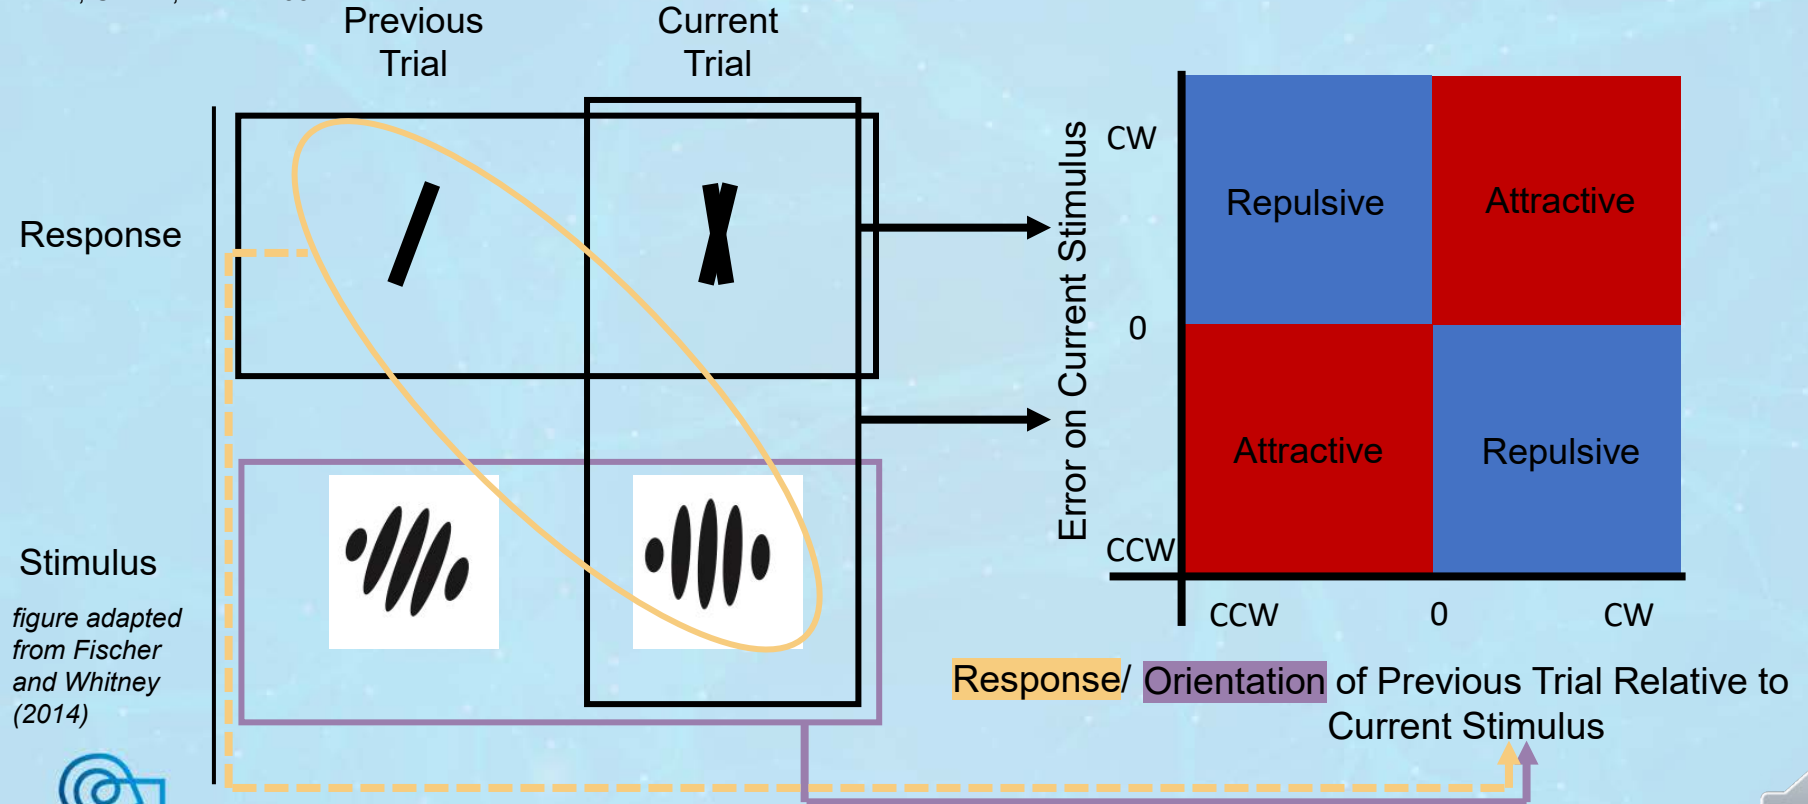 Previous
Trial
Current
Trial
Response
Stimulus
figure adapted
from Fischer
and Whitney
(2014)
Error on Current Stimulus
CW
0
CCW
Repulsive
Attractive
Attractive
Repulsive
CCW
0
CW
Response/ Orientation of Previous Trial Relative to
Current Stimulus